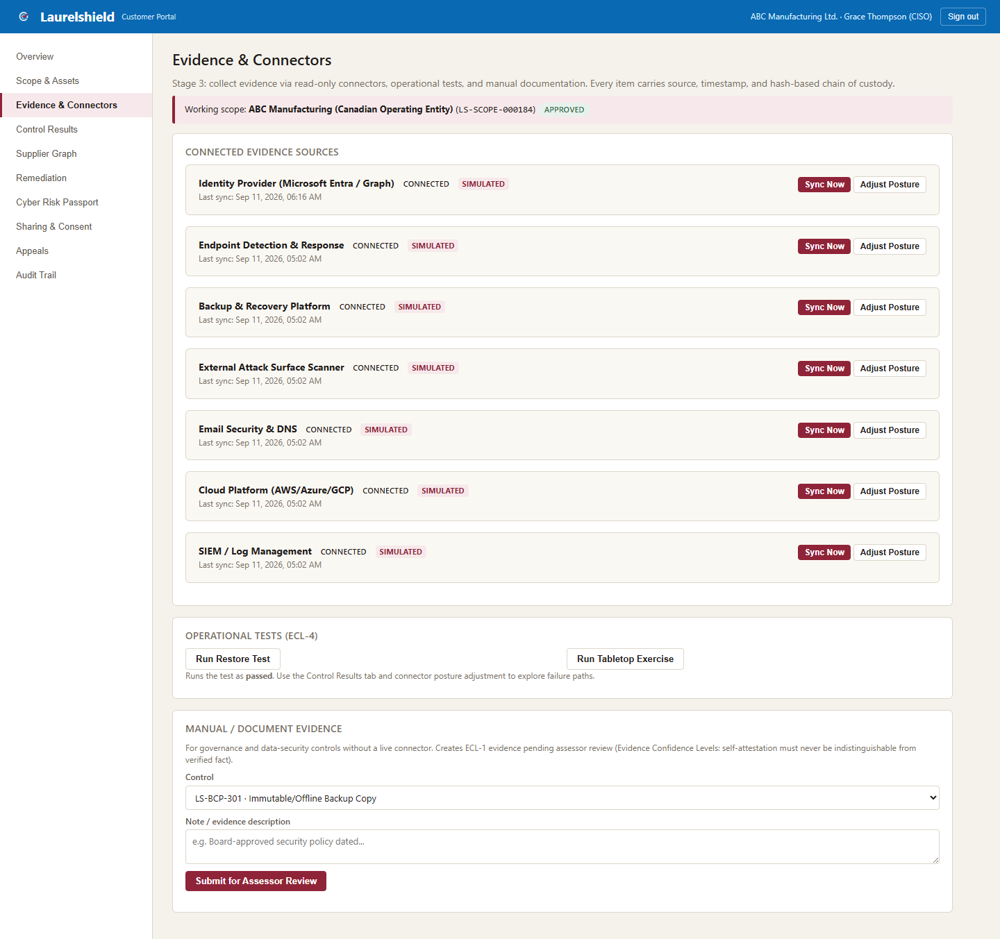 Laurelshield Customer Portal
ABC Manufacturing Ltd. · Grace Thompson (CISO)
Sign out
Overview
Scope & Assets
Evidence & Connectors
Control Results
Supplier Graph
Remediation
Cyber Risk Passport
Sharing & Consent
Appeals
Audit Trail
Evidence & Connectors
Stage 3: collect evidence via read-only connectors, operational tests, and manual documentation. Every item carries source, timestamp, and hash-based chain of custody.
Working scope: ABC Manufacturing (Canadian Operating Entity) (LS-SCOPE-000184) APPROVED
CONNECTED EVIDENCE SOURCES
Identity Provider (Microsoft Entra / Graph) CONNECTED SIMULATED
Last sync: Sep 11, 2026, 06:16 AM
Sync Now Adjust Posture
Endpoint Detection & Response CONNECTED SIMULATED
Last sync: Sep 11, 2026, 05:02 AM
Sync Now Adjust Posture
Backup & Recovery Platform CONNECTED SIMULATED
Last sync: Sep 11, 2026, 05:02 AM
Sync Now Adjust Posture
External Attack Surface Scanner CONNECTED SIMULATED
Last sync: Sep 11, 2026, 05:02 AM
Sync Now Adjust Posture
Email Security & DNS CONNECTED SIMULATED
Last sync: Sep 11, 2026, 05:02 AM
Sync Now Adjust Posture
Cloud Platform (AWS/Azure/GCP) CONNECTED SIMULATED
Last sync: Sep 11, 2026, 05:02 AM
Sync Now Adjust Posture
SIEM / Log Management CONNECTED SIMULATED
Last sync: Sep 11, 2026, 05:02 AM
Sync Now Adjust Posture
OPERATIONAL TESTS (ECL-4)
Run Restore Test
Run Tabletop Exercise
Runs the test as passed. Use the Control Results tab and connector posture adjustment to explore failure paths.
MANUAL / DOCUMENT EVIDENCE
For governance and data-security controls without a live connector. Creates ECL-1 evidence pending assessor review (Evidence Confidence Levels: self-attestation must never be indistinguishable from
verified fact).
Control
LS-BCP-301 · Immutable/Offline Backup Copy
Note / evidence description
e.g. Board-approved security policy dated...
Submit for Assessor Review